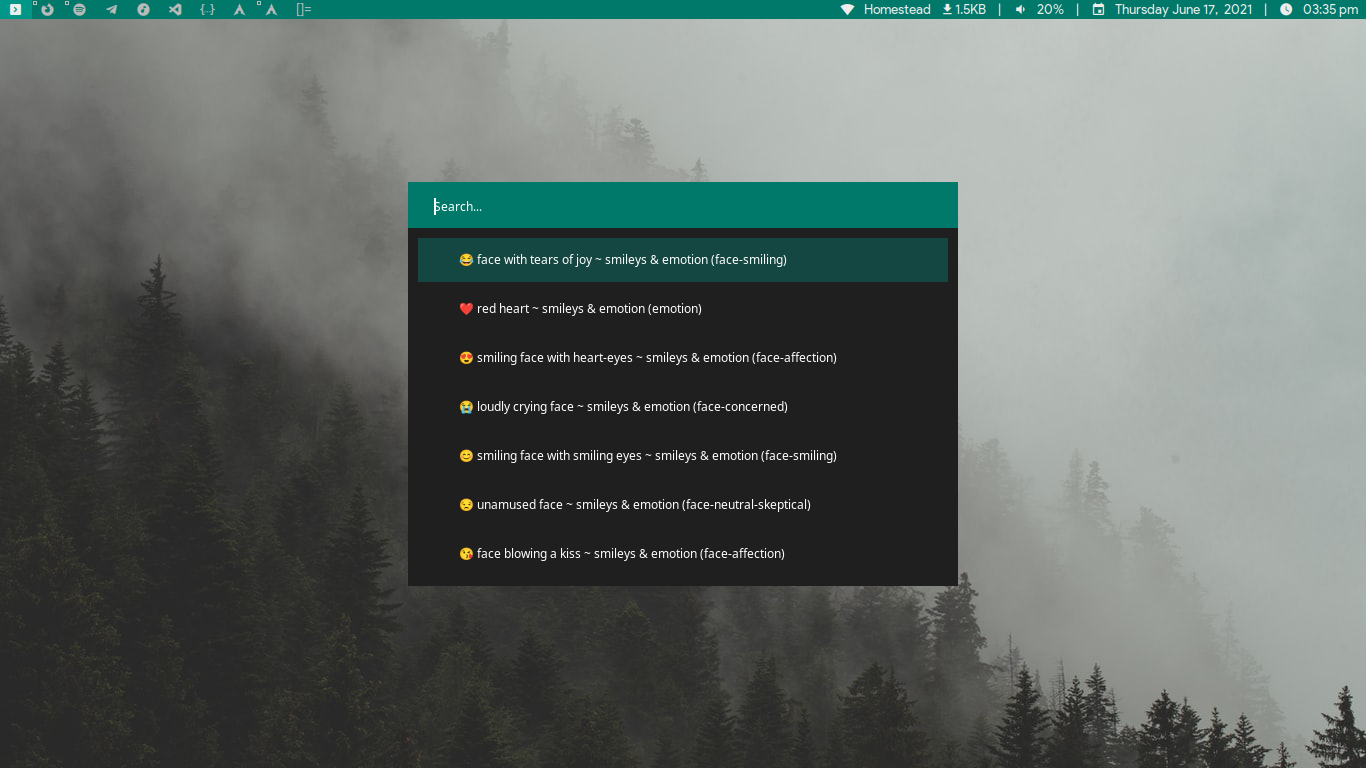 {..} []= Homestead 1.5KB | 20% | Thursday June 17, 2021 | 03:35 pm
Search...
😂 face with tears of joy ~ smileys & emotion (face-smiling)
❤️ red heart ~ smileys & emotion (emotion)
😍 smiling face with heart-eyes ~ smileys & emotion (face-affection)
😭 loudly crying face ~ smileys & emotion (face-concerned)
😊 smiling face with smiling eyes ~ smileys & emotion (face-smiling)
😒 unamused face ~ smileys & emotion (face-neutral-skeptical)
😘 face blowing a kiss ~ smileys & emotion (face-affection)